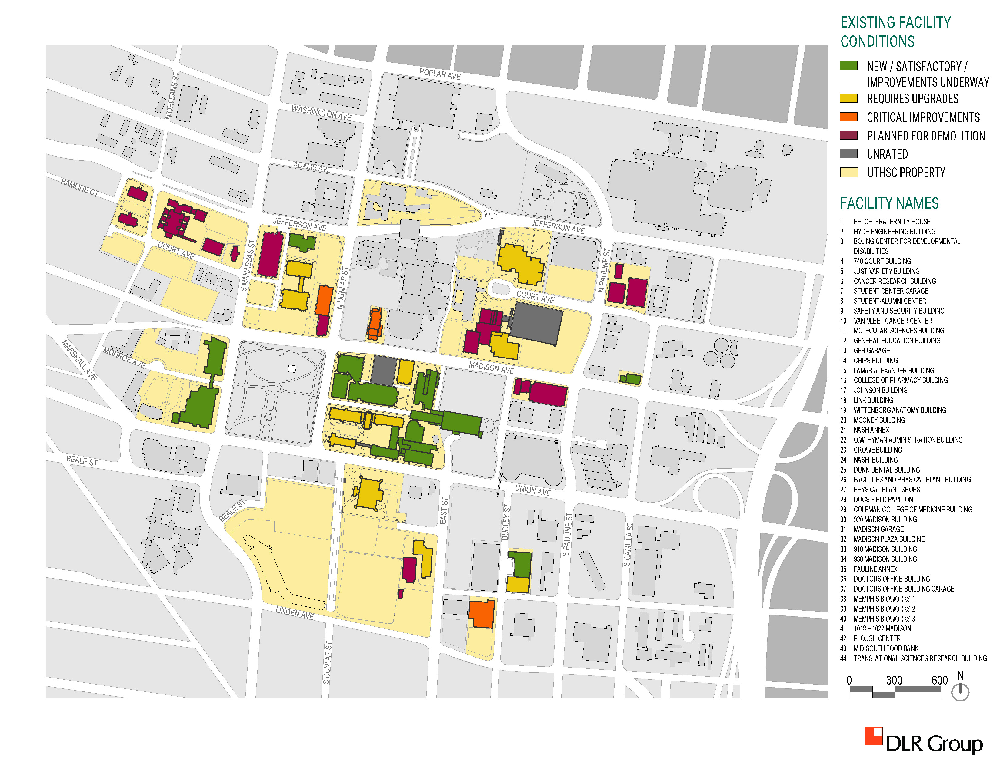 EXISTING FACILITY
CONDITIONS
NEW / SATISFACTORY /
IMPROVEMENTS UNDERWAY
REQUIRES UPGRADES
CRITICAL IMPROVEMENTS
PLANNED FOR DEMOLITION
UNRATED
UTHSC PROPERTY
FACILITY NAMES
1. PHI CHI FRATERNITY HOUSE
2. HYDE ENGINEERING BUILDING
3. BOLING CENTER FOR DEVELOPMENTAL
DISABILITIES
4. 740 COURT BUILDING
5. JUST VARIETY BUILDING
6. CANCER RESEARCH BUILDING
7. STUDENT CENTER GARAGE
8. STUDENT-ALUMNI CENTER
9. SAFETY AND SECURITY BUILDING
10. VAN VLEET CANCER CENTER
11. MOLECULAR SCIENCES BUILDING
12. GENERAL EDUCATION BUILDING
13. GEB GARAGE
14. CHIPS BUILDING
15. LAMAR ALEXANDER BUILDING
16. COLLEGE OF PHARMACY BUILDING
17. JOHNSON BUILDING
18. LINK BUILDING
19. WITTENBORG ANATOMY BUILDING
20. MOONEY BUILDING
21. NASH ANNEX
22. O.W. HYMAN ADMINISTRATION BUILDING
23. CROWE BUILDING
24. NASH BUILDING
25. DUNN DENTAL BUILDING
26. FACILITIES AND PHYSICAL PLANT BUILDING
27. PHYSICAL PLANT SHOPS
28. DOCS FIELD PAVILION
29. COLEMAN COLLEGE OF MEDICINE BUILDING
30. 920 MADISON BUILDING
31. MADISON GARAGE
32. MADISON PLAZA BUILDING
33. 910 MADISON BUILDING
34. 930 MADISON BUILDING
35. PAULINE ANNEX
36. DOCTORS OFFICE BUILDING
37. DOCTORS OFFICE BUILDING GARAGE
38. MEMPHIS BIOWORKS 1
39. MEMPHIS BIOWORKS 2
40. MEMPHIS BIOWORKS 3
41. 1018 + 1022 MADISON
42. PLOUGH CENTER
43. MID-SOUTH FOOD BANK
44. TRANSLATIONAL SCIENCES RESEARCH BUILDING
0 300 600 N
DLR Group
POPLAR AVE
N ORLEANS ST
WASHINGTON AVE
ADAMS AVE
HAMLINE CT
JEFFERSON AVE
JEFFERSON AVE
COURT AVE
S MANASSAS ST
N DUNLAP ST
N PAULINE ST
COURT AVE
MARSHALL AVE
MONROE AVE
MADISON AVE
BEALE ST
BEALE ST
UNION AVE
EAST ST
DUDLEY ST
S PAULINE ST
S CAMILLA ST
LINDEN AVE
S DUNLAP ST